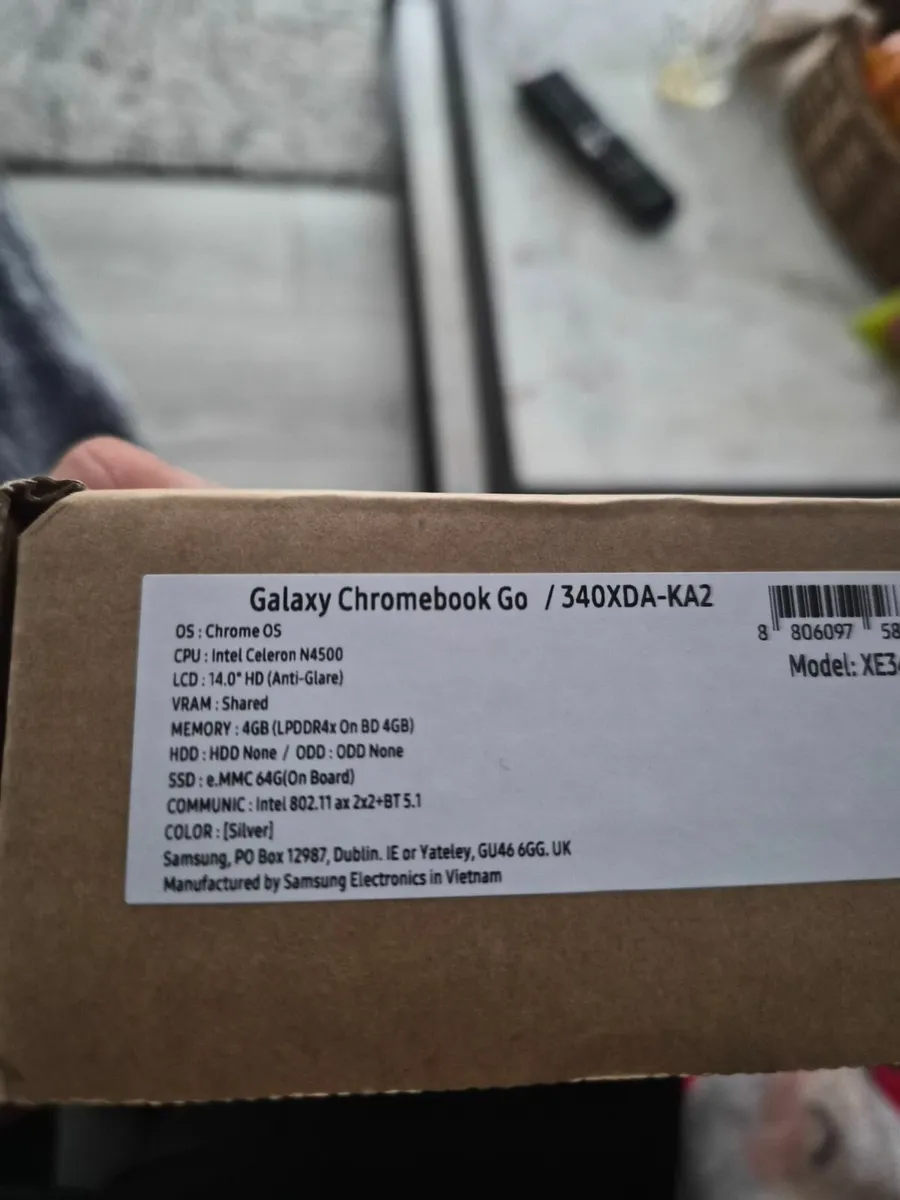 Galaxy Chromebook Go / 340XDA-KA2
OS : Chrome OS
CPU : Intel Celeron N4500
LCD : 14.0" HD (Anti-Glare)
VRAM : Shared
MEMORY : 4GB (LPDDR4x On BD 4GB)
HDD : HDD None / ODD : ODD None
SSD : e.MMC 64G(On Board)
COMMUNIC : Intel 802.11 ax 2x2+BT 5.1
COLOR : [Silver]
Samsung, PO Box 12987, Dublin. IE or Yateley, GU46 6GG. UK
Manufactured by Samsung Electronics in Vietnam
8 806097 58
Model: XE34